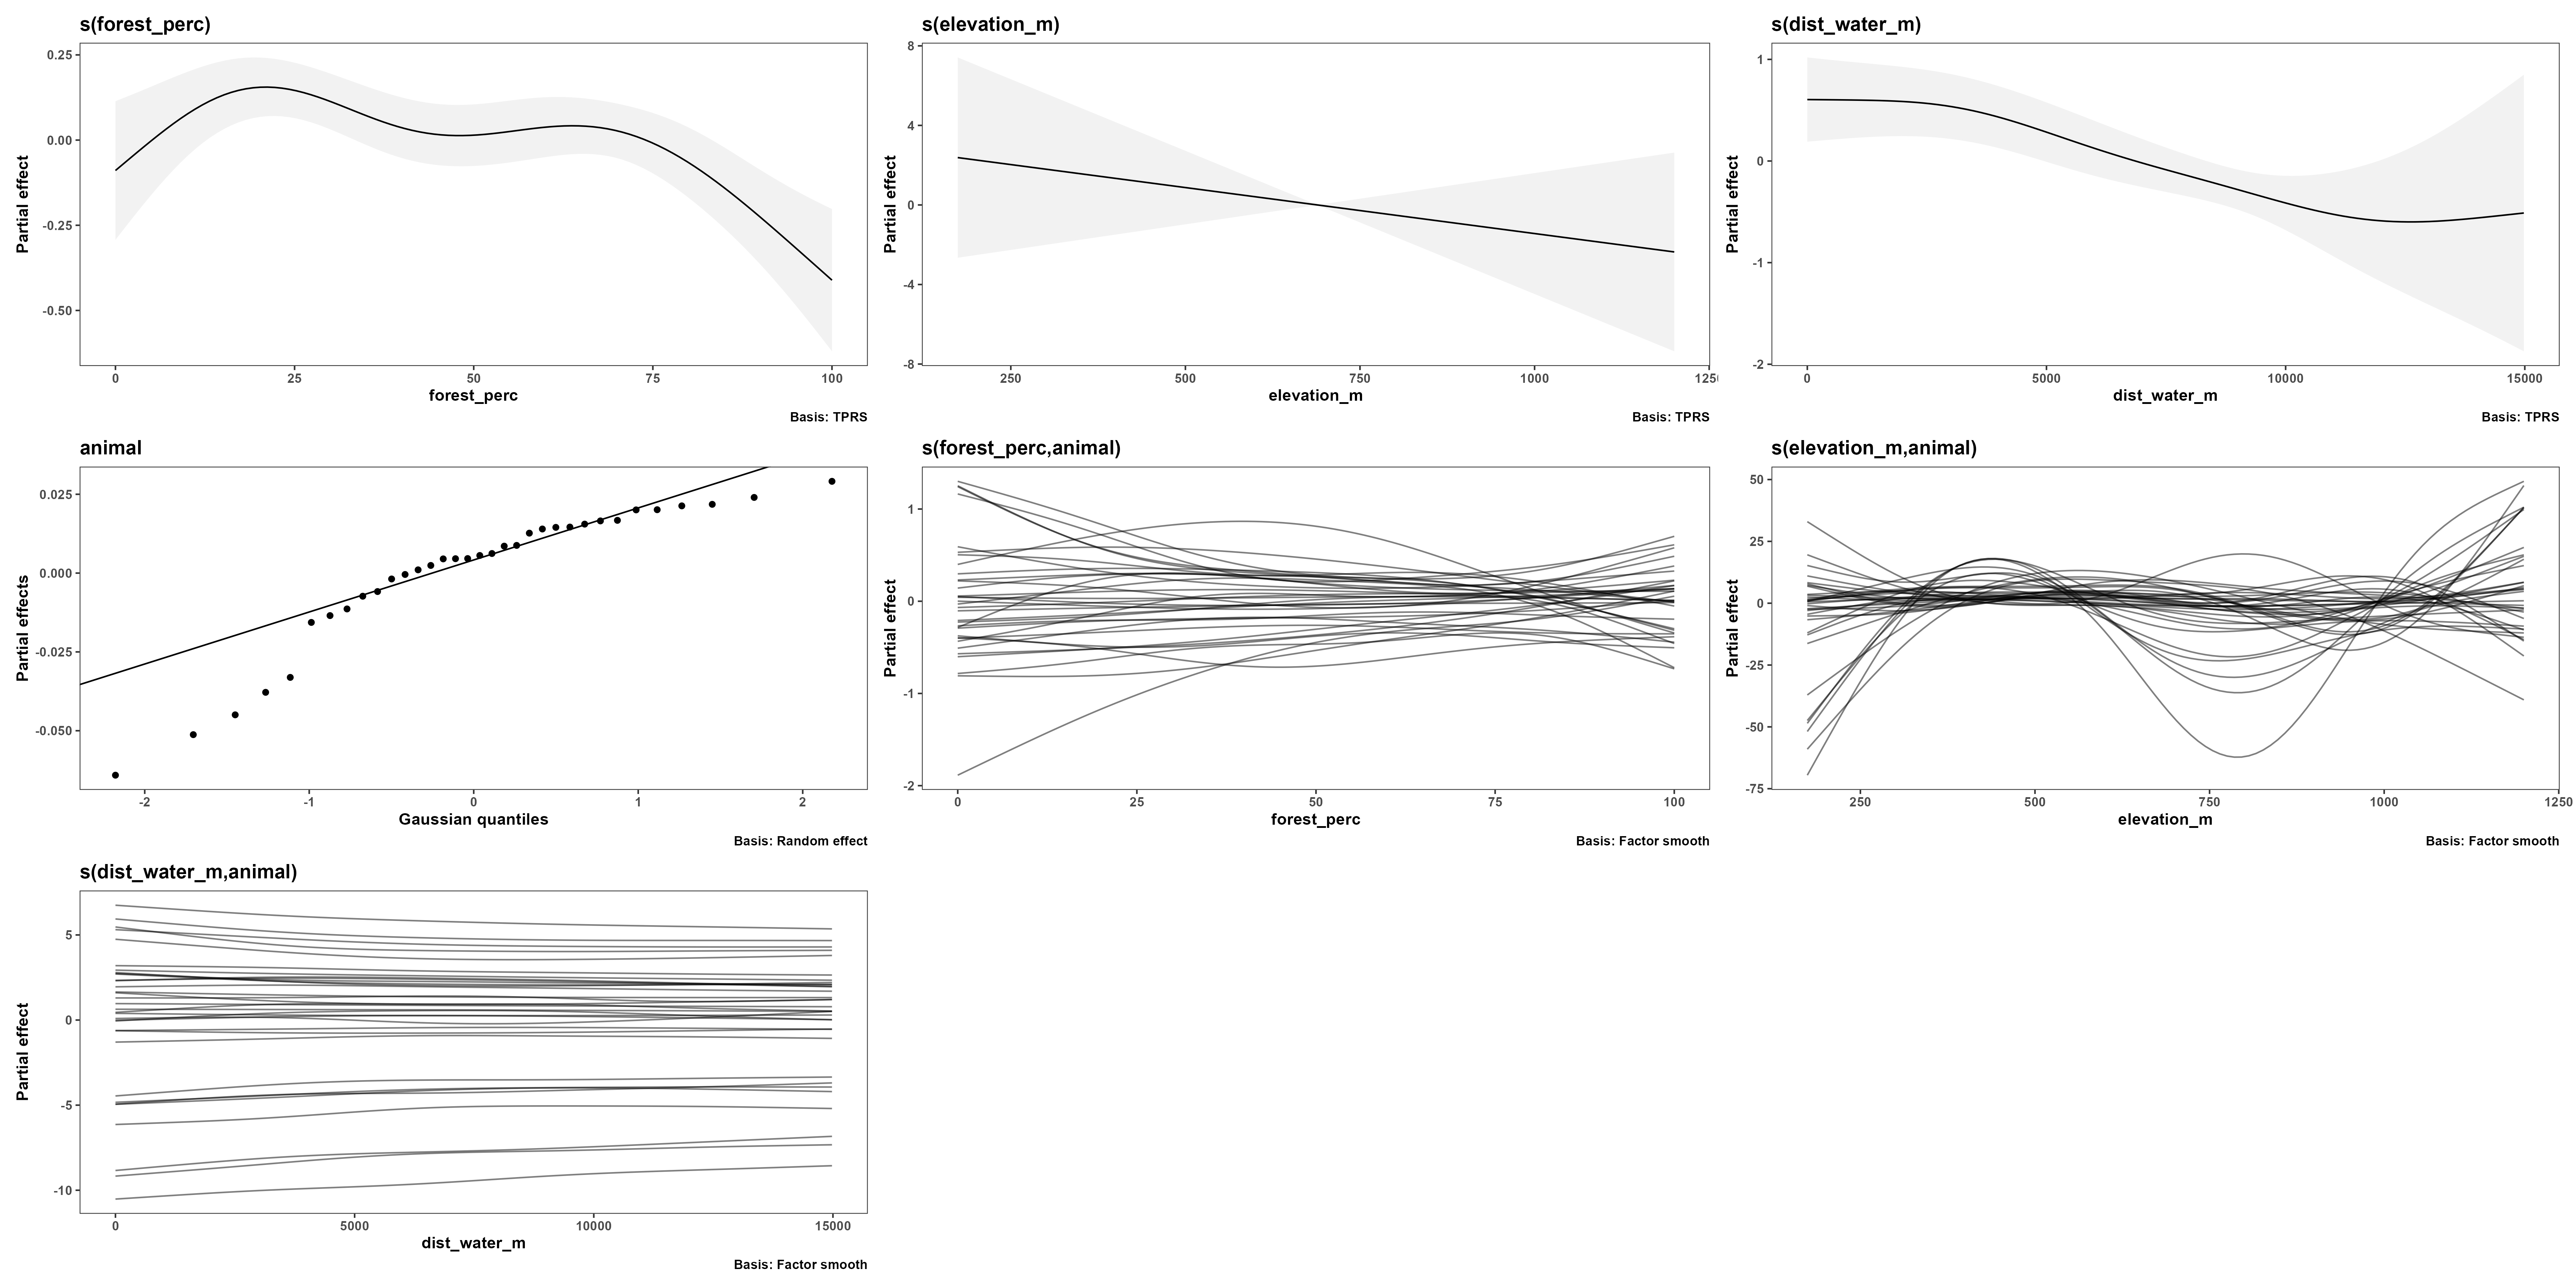 s(forest_perc)
Partial effect
0.25
0.00
-0.25
-0.50
0 25 50 75 100
forest_perc
Basis: TPRS
s(elevation_m)
Partial effect
8
4
0
-4
-8
250 500 750 1000 125
elevation_m
Basis: TPRS
s(dist_water_m)
Partial effect
1
0
-1
-2
0 5000 10000 15000
dist_water_m
Basis: TPRS
animal
Partial effects
0.025
0.000
-0.025
-0.050
-2 -1 0 1 2
Gaussian quantiles
Basis: Random effect
s(forest_perc,animal)
Partial effect
1
0
-1
-2
0 25 50 75 100
forest_perc
Basis: Factor smooth
s(elevation_m,animal)
Partial effect
50
25
0
-25
-50
-75
250 500 750 1000 1250
elevation_m
Basis: Factor smooth
s(dist_water_m,animal)
Partial effect
5
0
-5
-10
0 5000 10000 15000
dist_water_m
Basis: Factor smooth